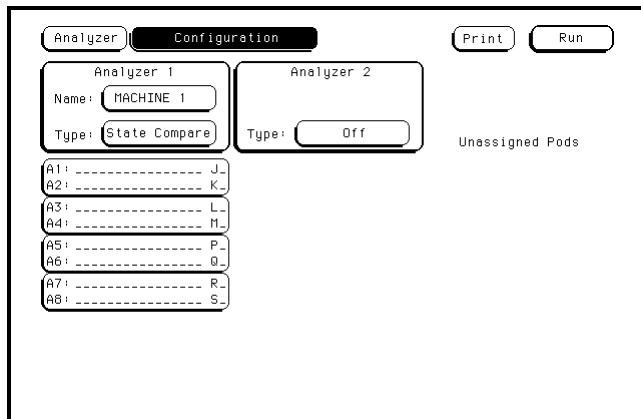 Analyzer Configuration Print Run
Analyzer 1 Analyzer 2
Name: MACHINE 1
Type: State Compare Type: Off
Unassigned Pods
A1: ________________ J_
A2: ________________ K_
A3: ________________ L_
A4: ________________ M_
A5: ________________ P_
A6: ________________ Q_
A7: ________________ R_
A8: ________________ S_